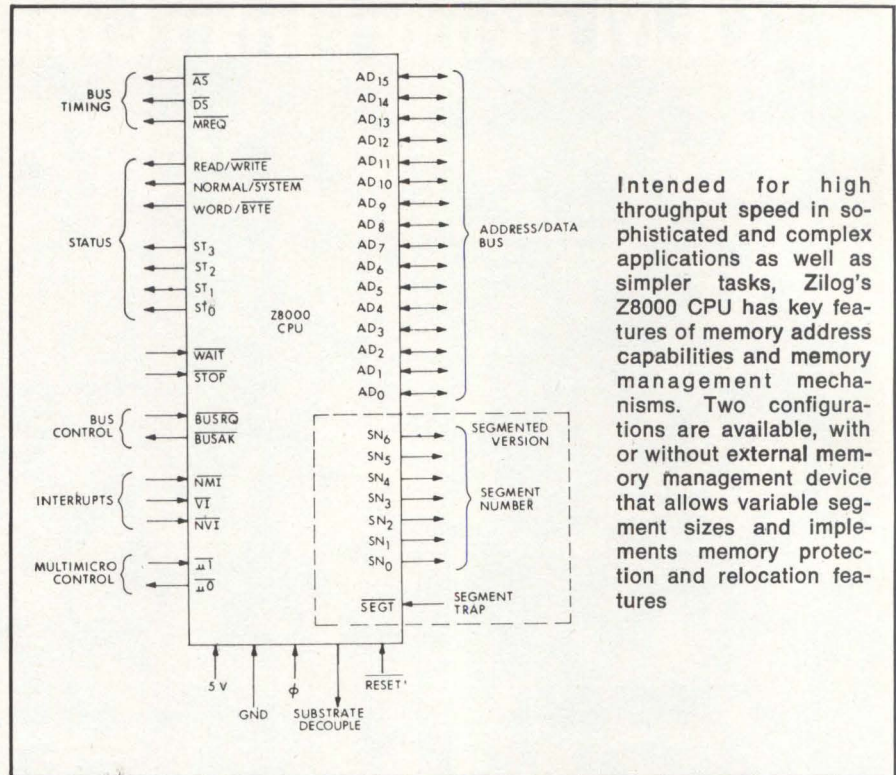 BUS
TIMING
AS
DS
MREQ
STATUS
READ/WRITE
NORMAL/SYSTEM
WORD/BYTE
ST3
ST2
ST1
ST0
WAIT
STOP
BUS
CONTROL
BUSRQ
BUSAK
INTERRUPTS
NMI
VI
NVI
MULTIMICRO
CONTROL
μI
μO
Z8000
CPU
AD15
AD14
AD13
AD12
AD11
AD10
AD9
AD8
AD7
AD6
AD5
AD4
AD3
AD2
AD1
AD0
ADDRESS/DATA
BUS
SN6
SN5
SN4
SN3
SN2
SN1
SN0
SEGMENTED
VERSION
SEGMENT
NUMBER
SEGT
SEGMENT
TRAP
5 V
GND
ϕ
SUBSTRATE
DECOUPLE
RESET
Intended for high
throughput speed in so-
phisticated and complex
applications as well as
simpler tasks, Zilog's
Z8000 CPU has key fea-
tures of memory address
capabilities and memory
management mecha-
nisms. Two configura-
tions are available, with
or without external mem-
ory management device
that allows variable seg-
ment sizes and imple-
ments memory protec-
tion and relocation fea-
tures